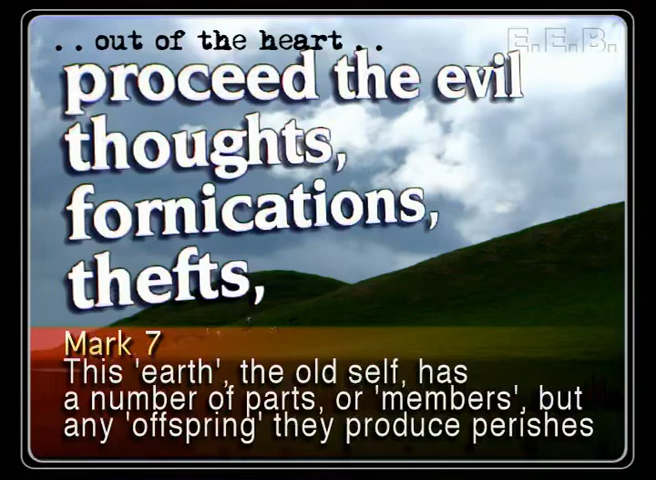 . . out of the heart . .
E.E.B.
proceed the evil
thoughts,
fornications,
thefts,
Mark 7
This 'earth', the old self, has
a number of parts, or 'members', but
any 'offspring' they produce perishes